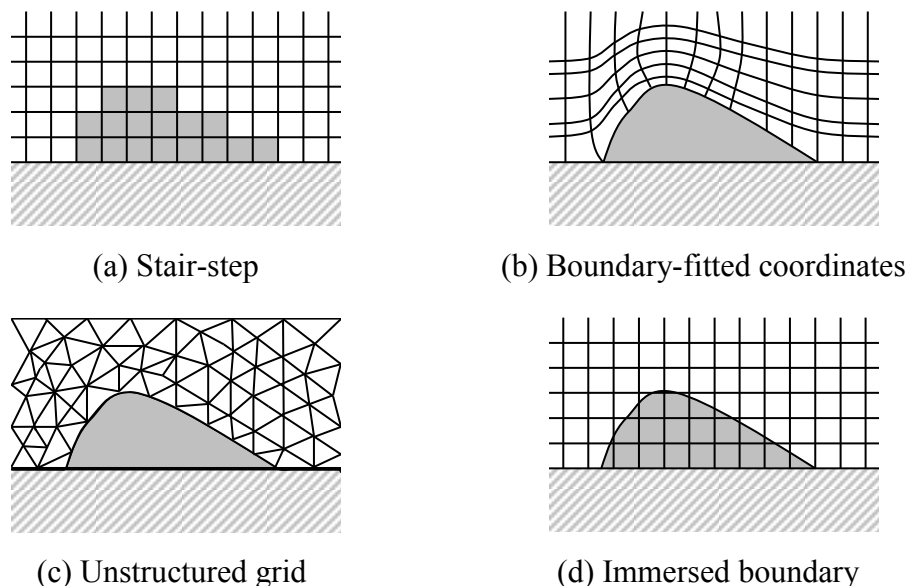 (a) Stair-step
(b) Boundary-fitted coordinates
(c) Unstructured grid
(d) Immersed boundary